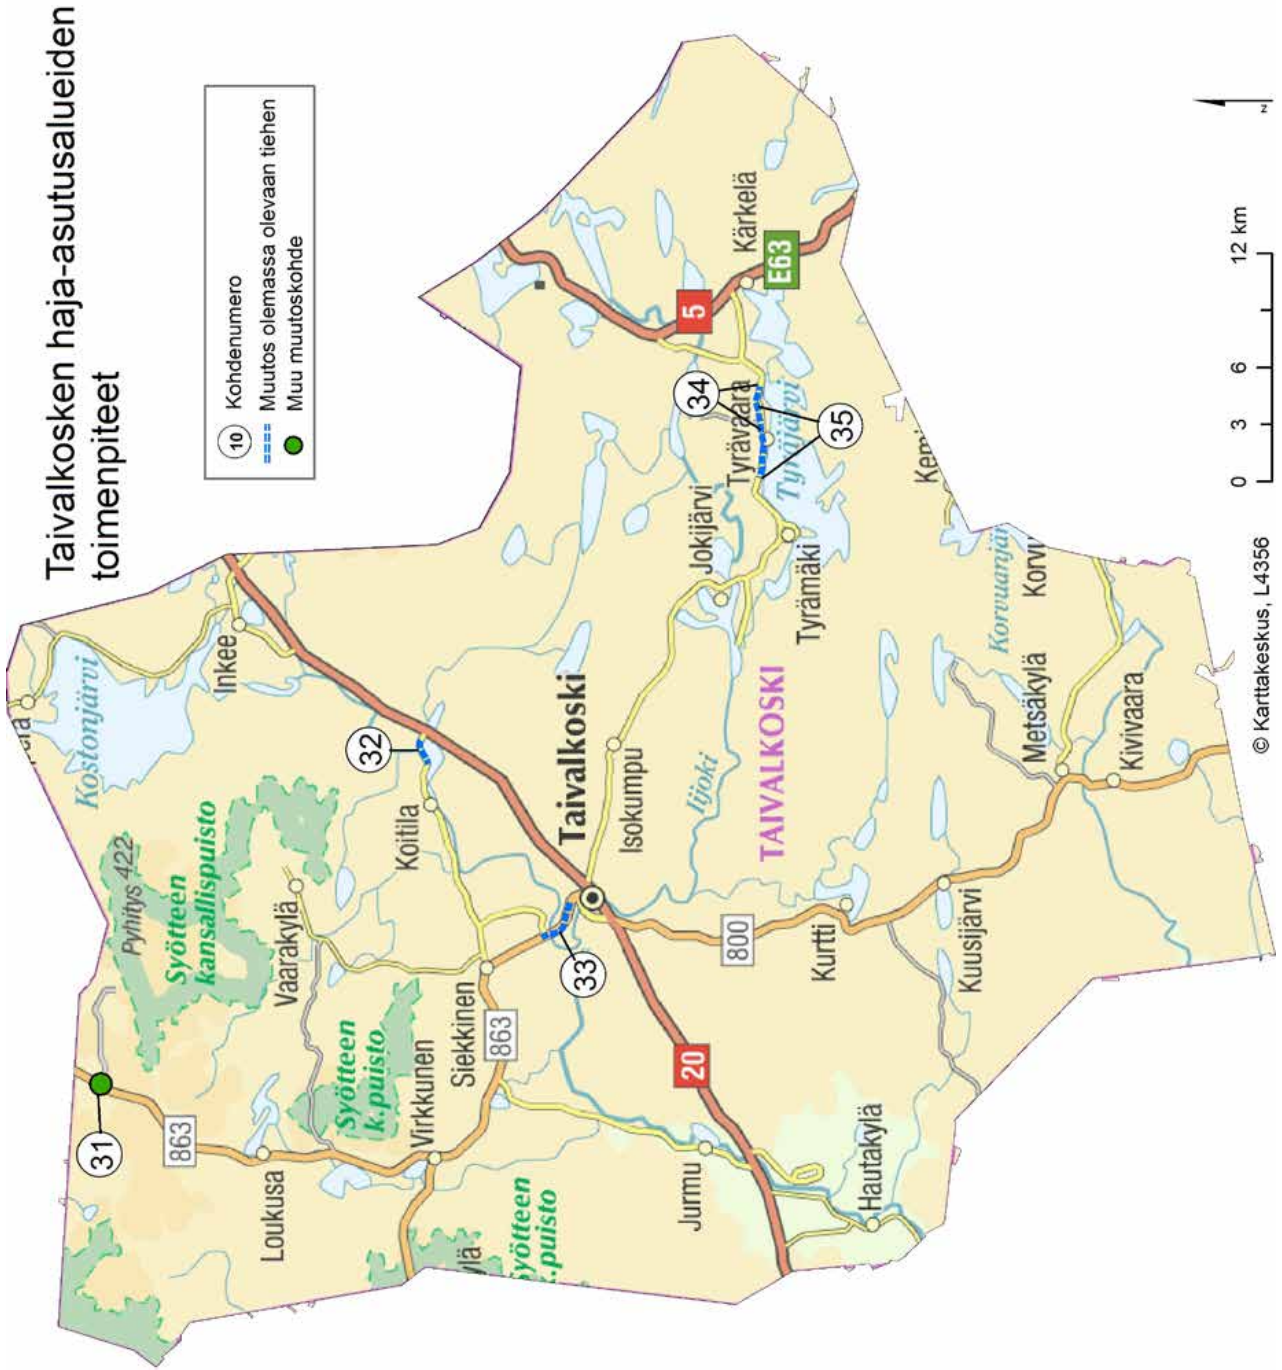 Taivalkosken haja-asutusalueiden
toimenpiteet
10 Kohdenumero
Muutos olemassa olevaan tiehen
Muu muutoskohde
Kostonjärvi
Inkee
Pyhitys 422
Syötteen
kansallispuisto
31
863
Vaarakylä
32
Koitila
Loukusa
Syötteen
k.puisto
Virkkunen
Siekkinen
863
33
Taivalkoski
Isokumpu
Jokijärvi
Tyrävaara
34
35
Tyräjärvi
Tyrämäki
5
Kärkelä
E63
Syötteen
k.puisto
ylä
Jurmu
20
Iijoki
TAIVALKOSKI
800
Kurtti
Hautakylä
Kuusijärvi
Korvuanjär
Metsäkylä
Kivivaara
0 3 6 12 km
© Karttakeskus, L4356
z